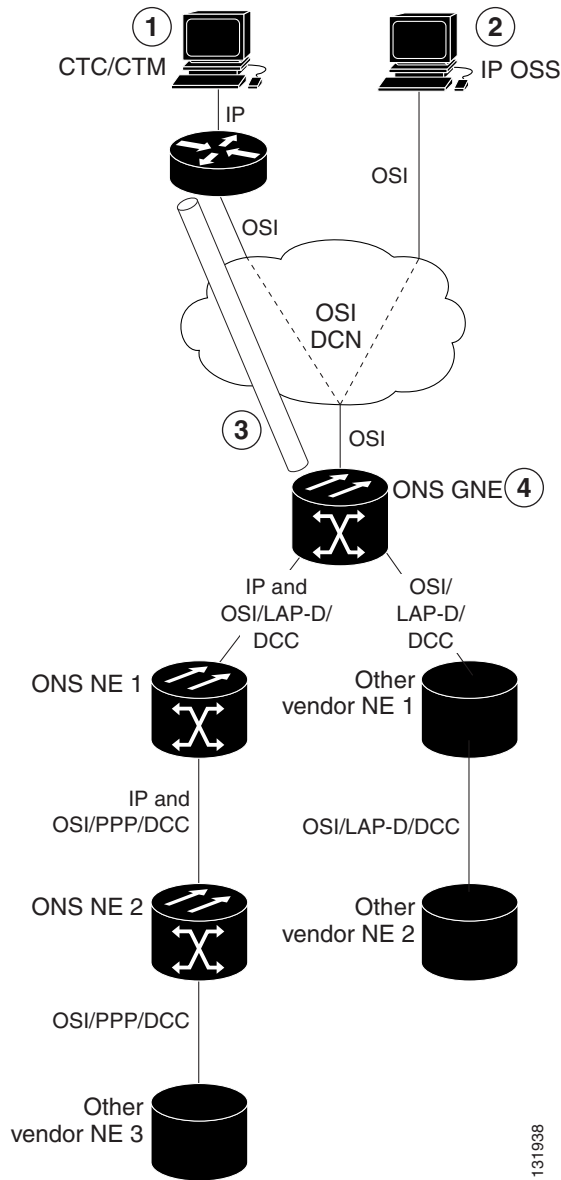 1
2
CTC/CTM
IP OSS
IP
OSI
OSI
OSI
DCN
3
OSI
ONS GNE
4
IP and
OSI/LAP-D/
DCC
OSI/
LAP-D/
DCC
ONS NE 1
Other
vendor NE 1
IP and
OSI/PPP/DCC
OSI/LAP-D/DCC
ONS NE 2
Other
vendor NE 2
OSI/PPP/DCC
Other
vendor NE 3
131938